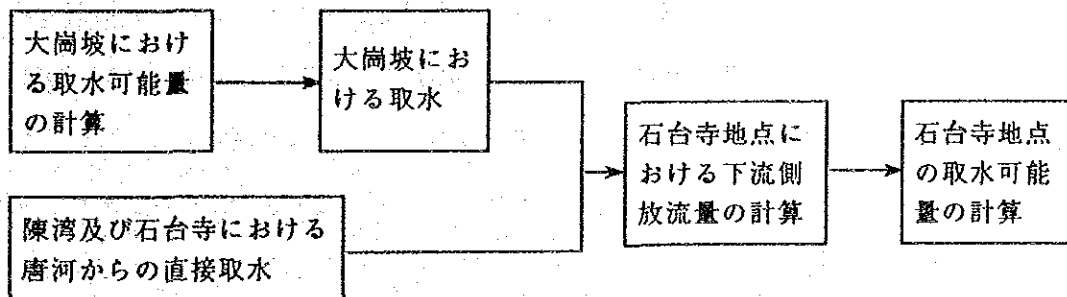 大崗坡におけ
る取水可能量
の計算
大崗坡にお
ける取水
石台寺地点に
おける下流側
放流量の計算
石台寺地点
の取水可能
量の計算
陳湾及び石台寺における
唐河からの直接取水